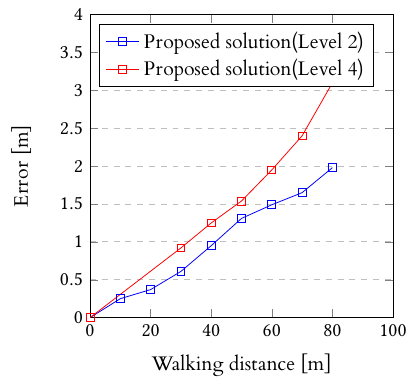 4
Proposed solution(Level 2)
3.5
Proposed solution(Level 4)
3
2.5
2
1.5
1
0.5
0
0 20 40 60 80 100
Error [m]
Walking distance [m]